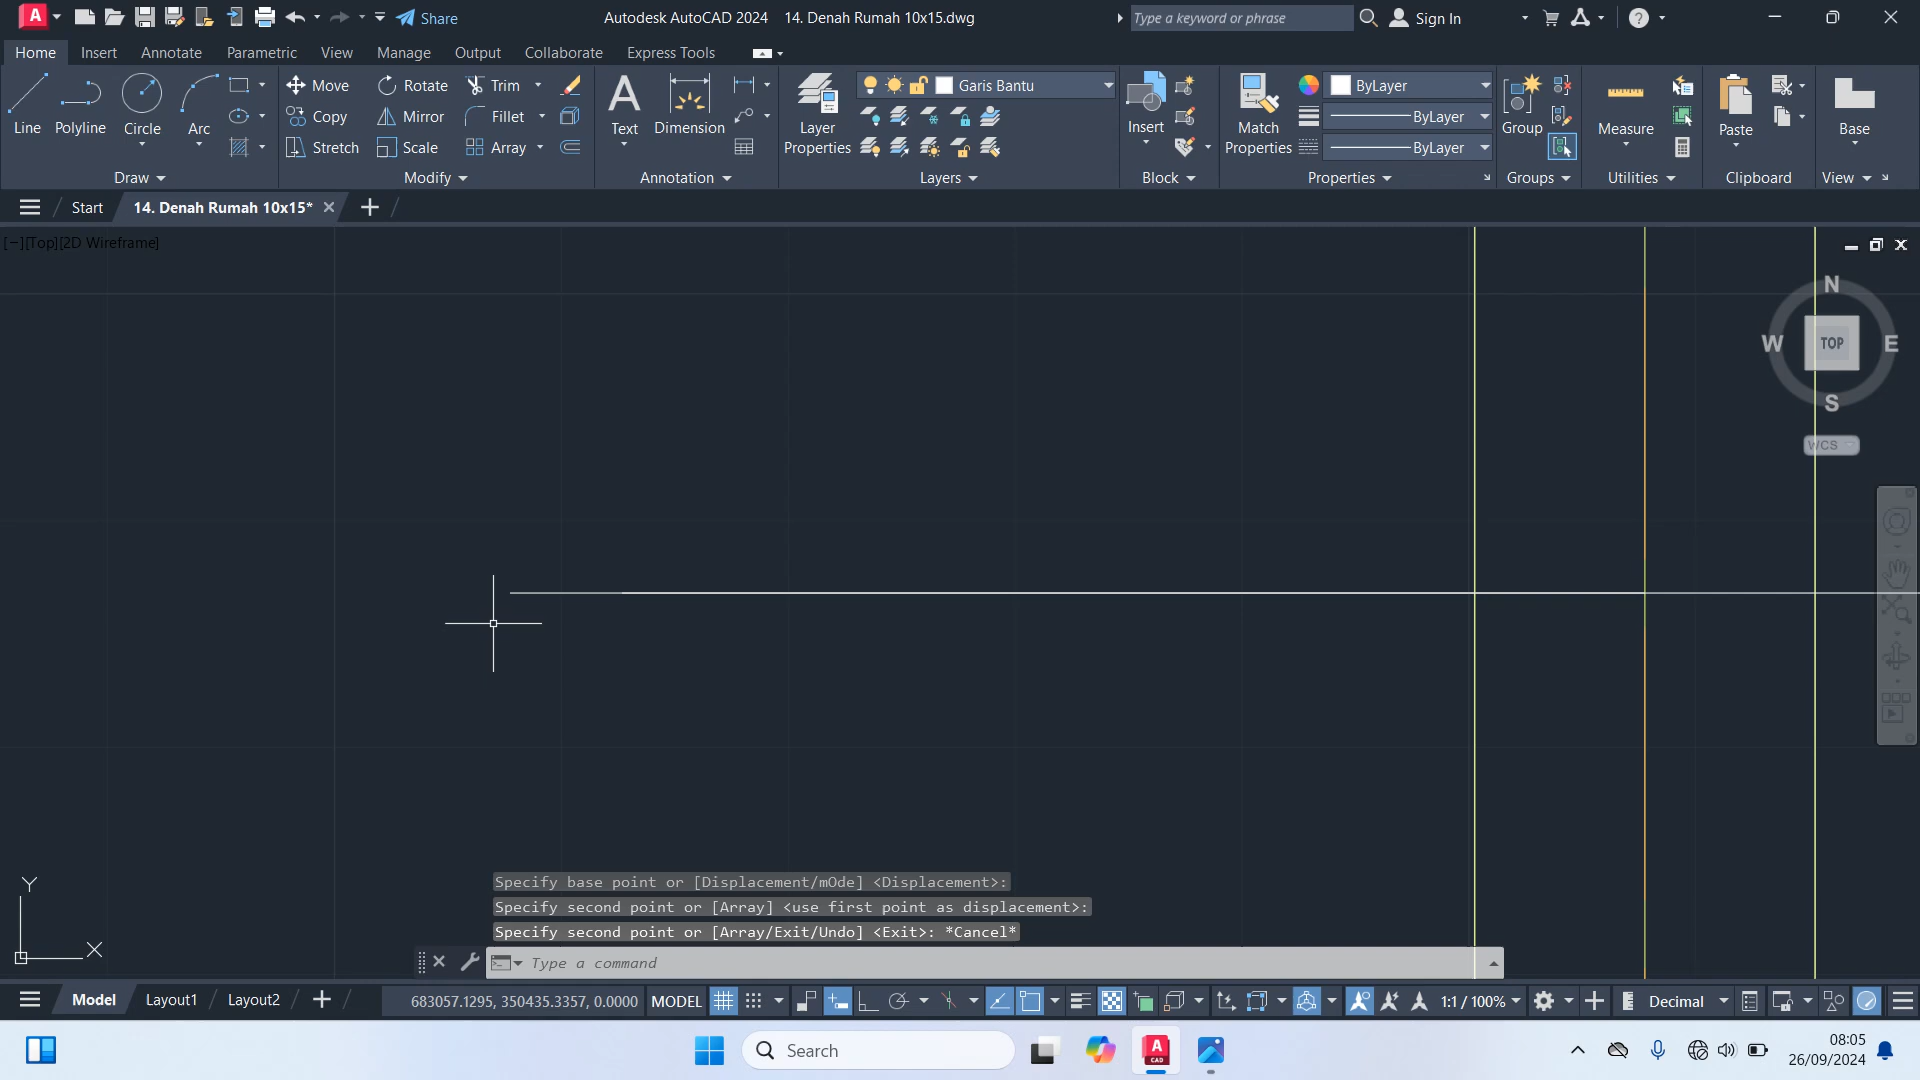 A Share Autodesk AutoCAD 2024 14. Denah Rumah 10x15.dwg Type a keyword or phrase Sign In
Home Insert Annotate Parametric View Manage Output Collaborate Express Tools
Line Polyline Circle Arc Draw
Move Rotate Trim
Copy Mirror Fillet
Stretch Scale Array
Modify
Text Dimension Annotation
Layer Properties Garis Bantu Layers
Insert Block
Match Properties ByLayer
ByLayer
ByLayer
Properties
Group Groups
Measure Utilities
Paste Clipboard
Base View
Start 14. Denah Rumah 10x15*
[−][Top][2D Wireframe]
N
W TOP E
S
WCS
Y
X
Specify base point or [Displacement/mOde] <Displacement>:
Specify second point or [Array] <use first point as displacement>:
Specify second point or [Array/Exit/Undo] <Exit>: *Cancel*
Type a command
Model Layout1 Layout2 683057.1295, 350435.3357, 0.0000 MODEL 1:1 / 100% Decimal
Search A CAD 08:05
26/09/2024